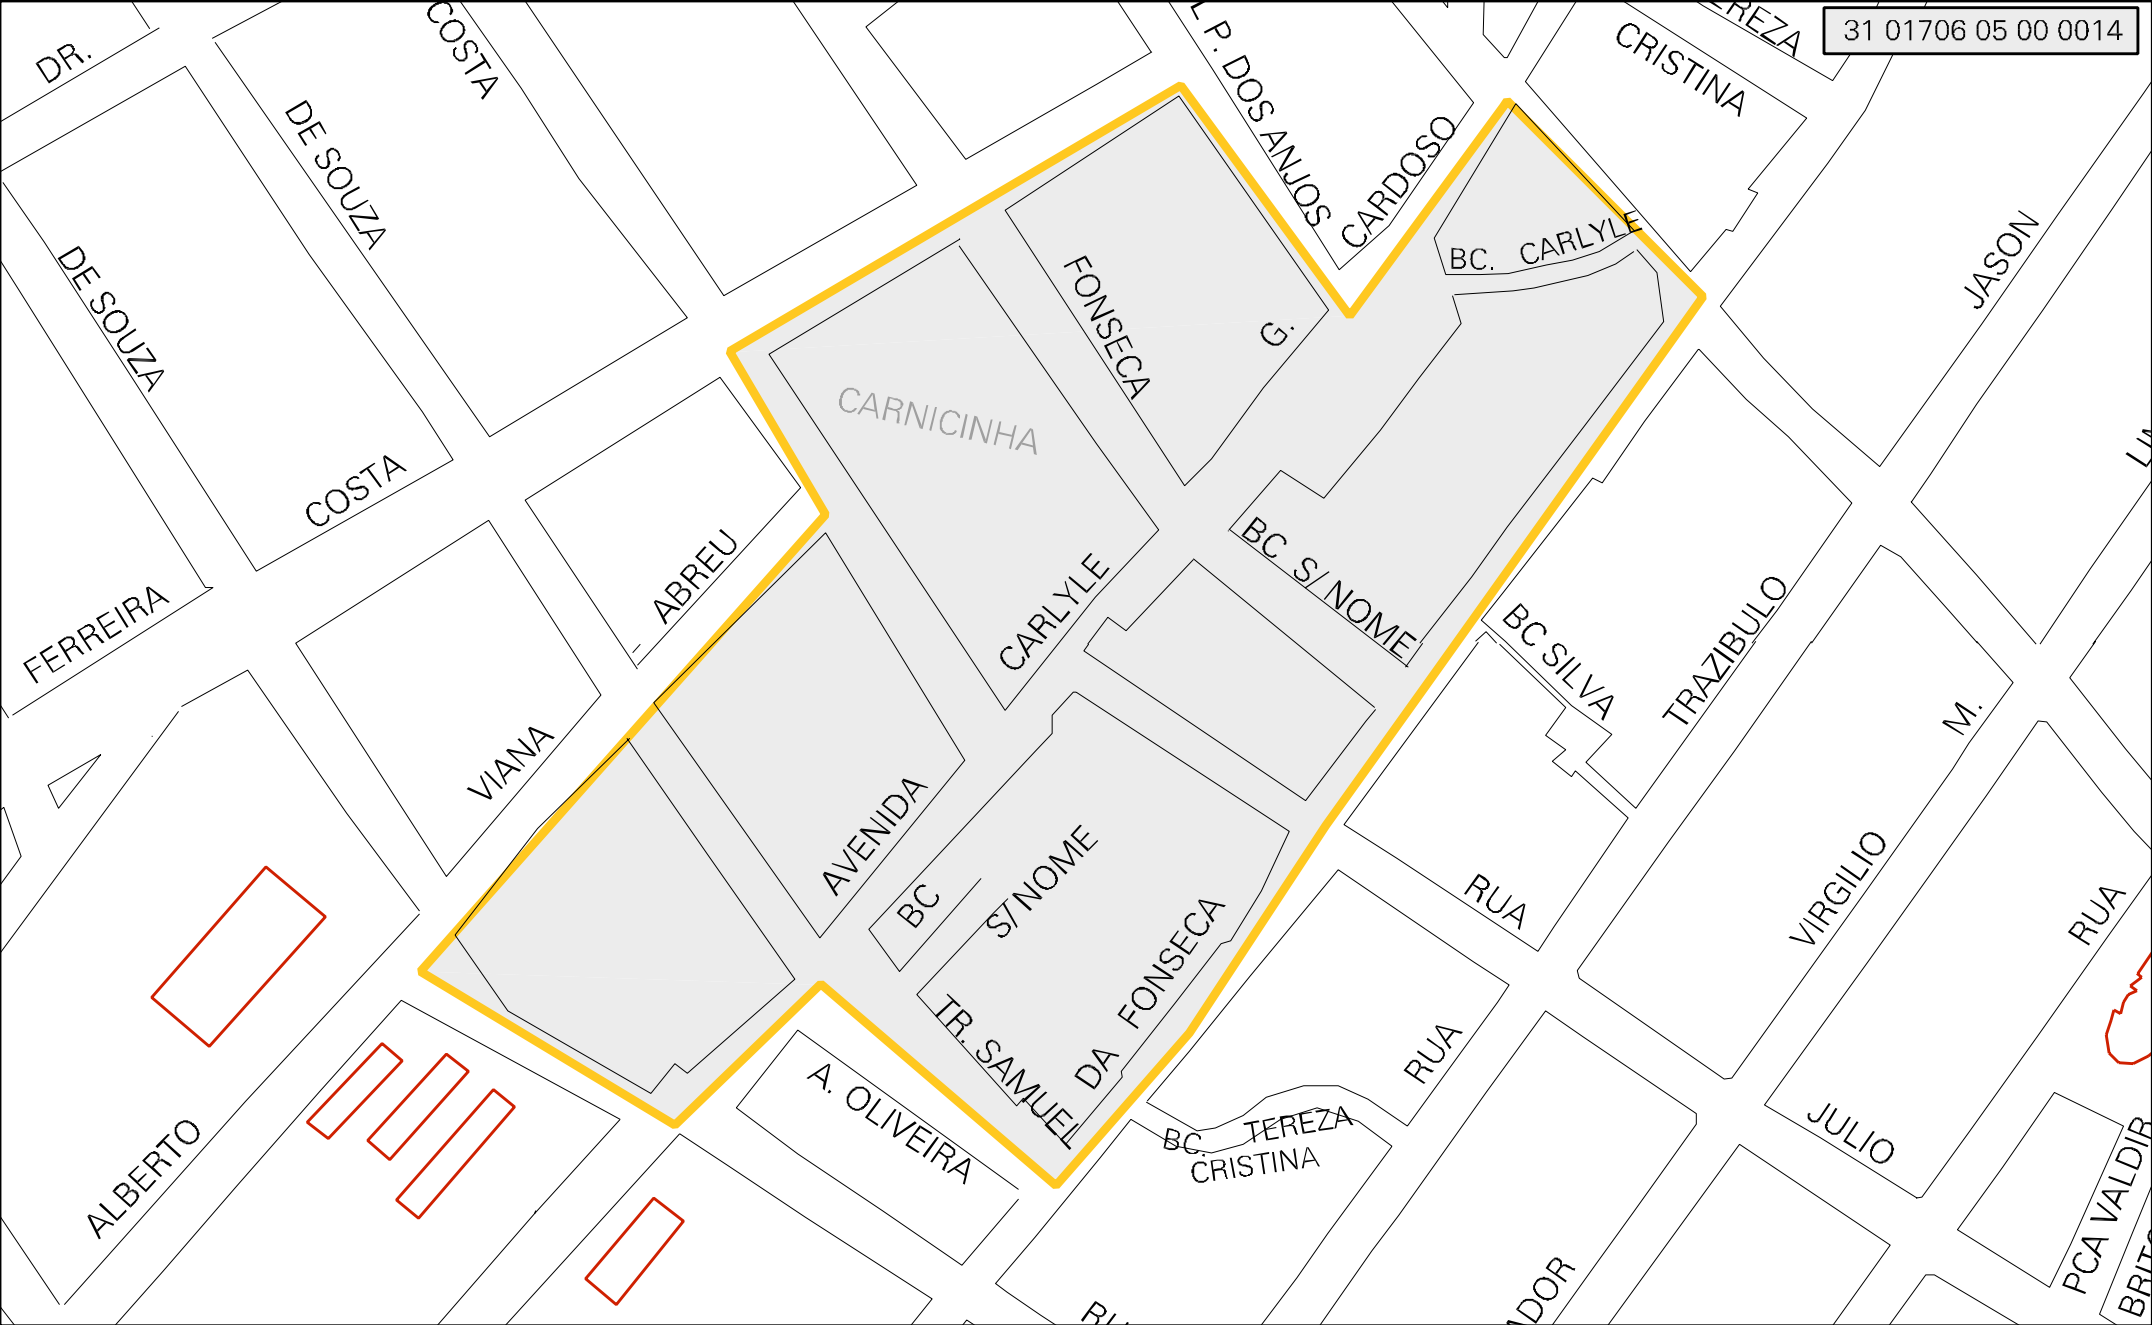 31 01706 05 00 0014
DR.
COSTA
L P. DOS ANJOS
CARDOSO
EREZA
CRISTINA
DE SOUZA
DE SOUZA
FONSECA
G.
BC. CARLYLE
JASON
CARNICINHA
COSTA
ABREU
FERREIRA
CARLYLE
BC S/ NOME
BC SILVA
TRAZIBULO
M.
VIANA
AVENIDA
BC
S/ NOME
FONSECA
DA
TR. SAMUEL
RUA
VIRGILIO
RUA
RUA
A. OLIVEIRA
BC. TEREZA
CRISTINA
JULIO
ALBERTO
PCA VALDIR
ADOR